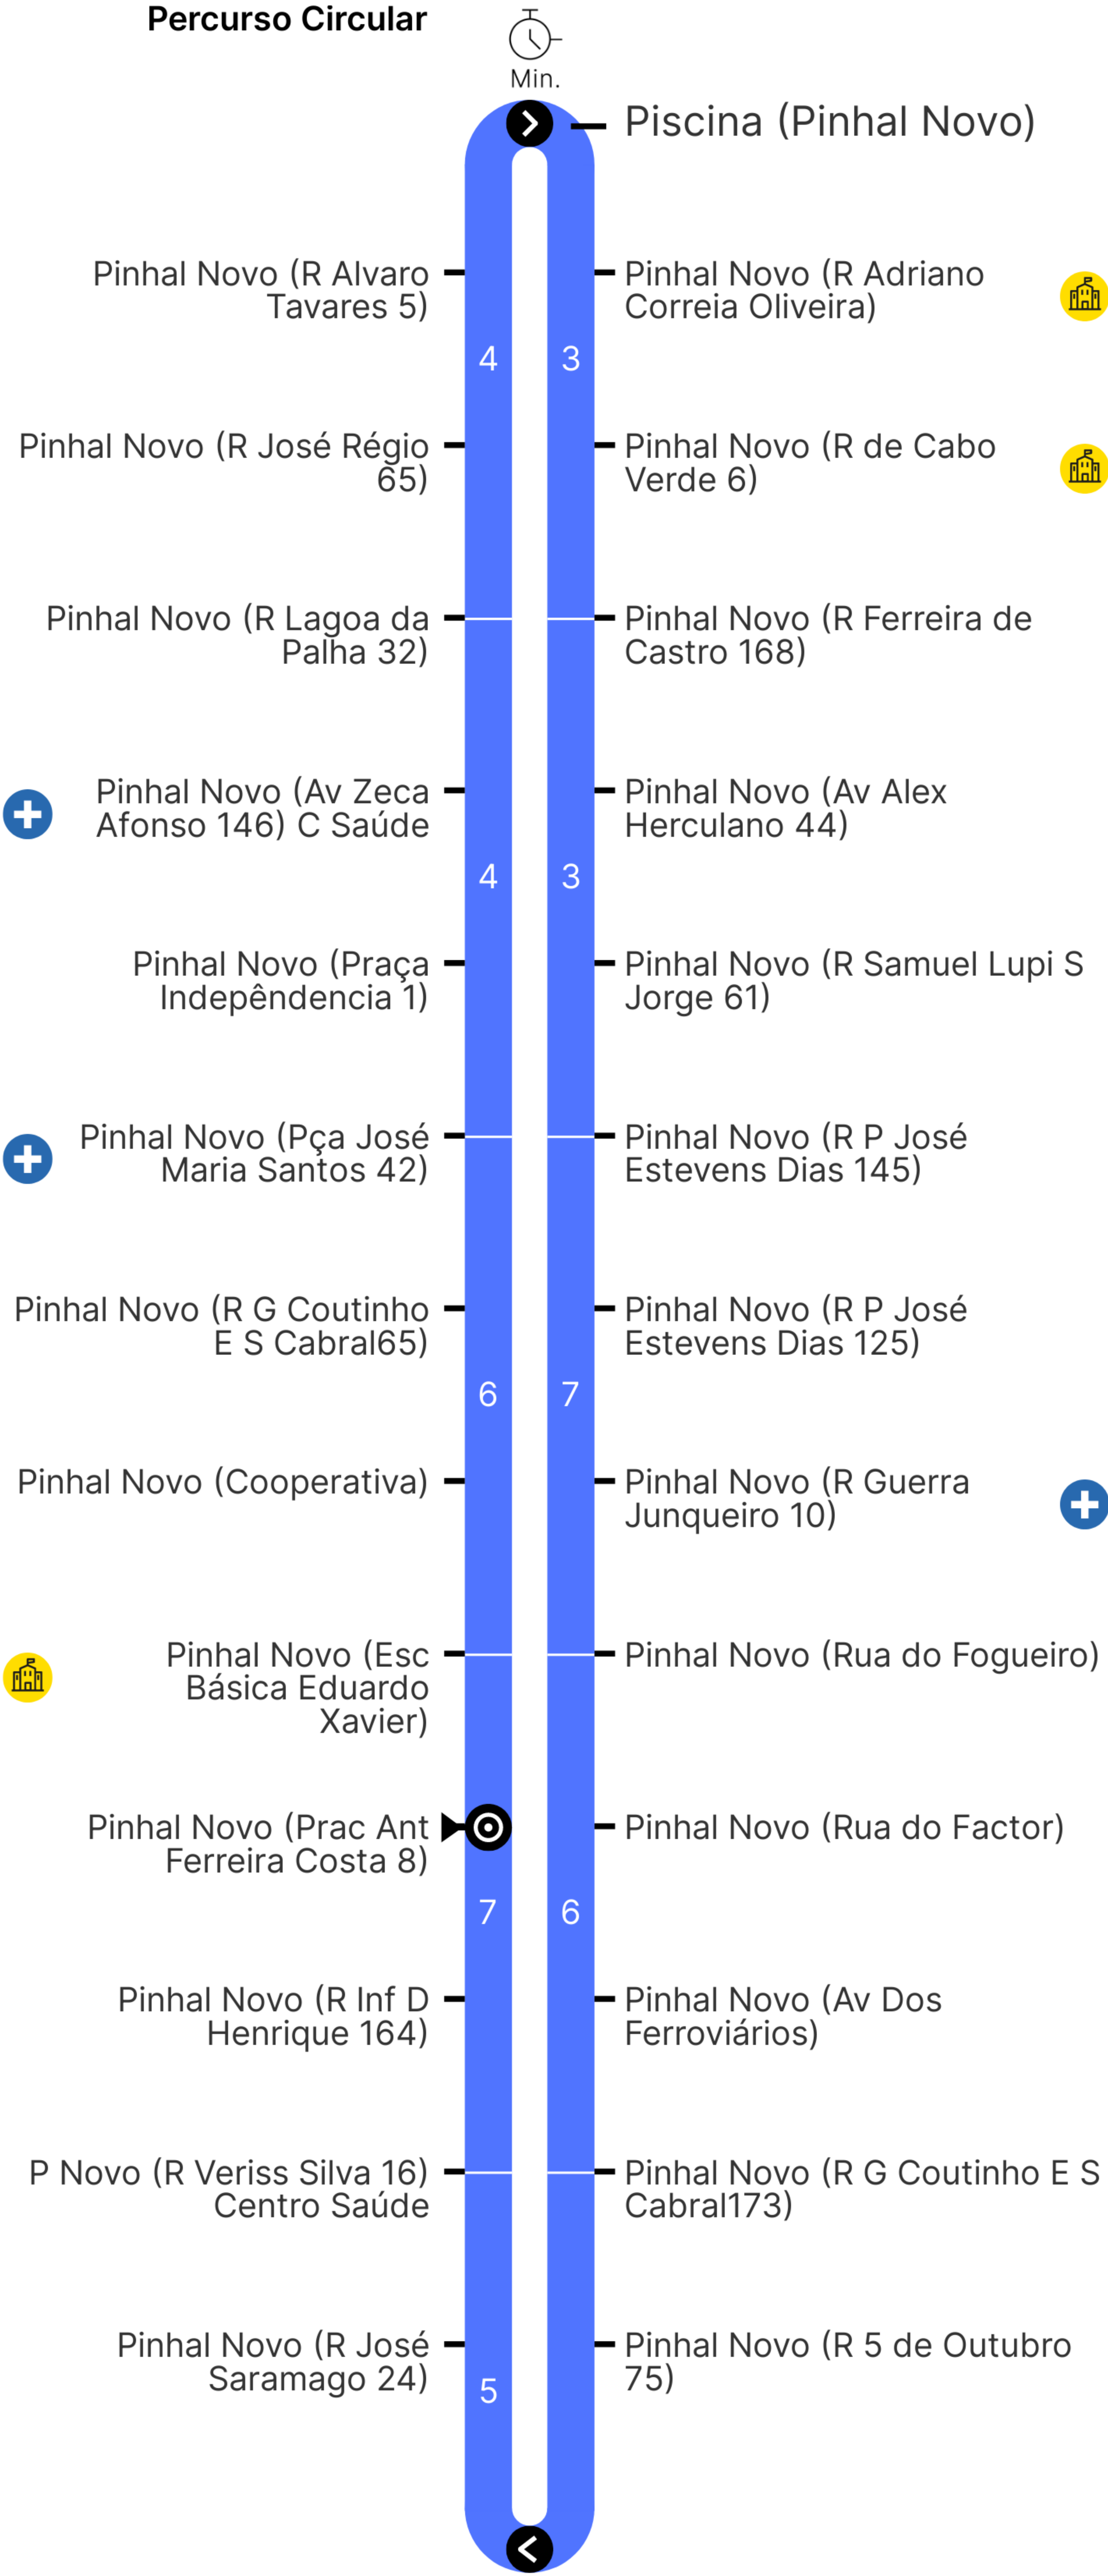 Percurso Circular
Min.
Piscina (Pinhal Novo)
Pinhal Novo (R Alvaro
Tavares 5)
Pinhal Novo (R Adriano
Correia Oliveira)
4
3
Pinhal Novo (R José Régio
65)
Pinhal Novo (R de Cabo
Verde 6)
Pinhal Novo (R Lagoa da
Palha 32)
Pinhal Novo (R Ferreira de
Castro 168)
Pinhal Novo (Av Zeca
Afonso 146) C Saúde
Pinhal Novo (Av Alex
Herculano 44)
4
3
Pinhal Novo (Praça
Indepêndencia 1)
Pinhal Novo (R Samuel Lupi S
Jorge 61)
Pinhal Novo (Pça José
Maria Santos 42)
Pinhal Novo (R P José
Estevens Dias 145)
Pinhal Novo (R G Coutinho
E S Cabral65)
Pinhal Novo (R P José
Estevens Dias 125)
6
7
Pinhal Novo (Cooperativa)
Pinhal Novo (R Guerra
Junqueiro 10)
Pinhal Novo (Esc
Básica Eduardo
Xavier)
Pinhal Novo (Rua do Fogueiro)
Pinhal Novo (Prac Ant
Ferreira Costa 8)
Pinhal Novo (Rua do Factor)
7
6
Pinhal Novo (R Inf D
Henrique 164)
Pinhal Novo (Av Dos
Ferroviários)
P Novo (R Veriss Silva 16)
Centro Saúde
Pinhal Novo (R G Coutinho E S
Cabral173)
Pinhal Novo (R José
Saramago 24)
Pinhal Novo (R 5 de Outubro
75)
5